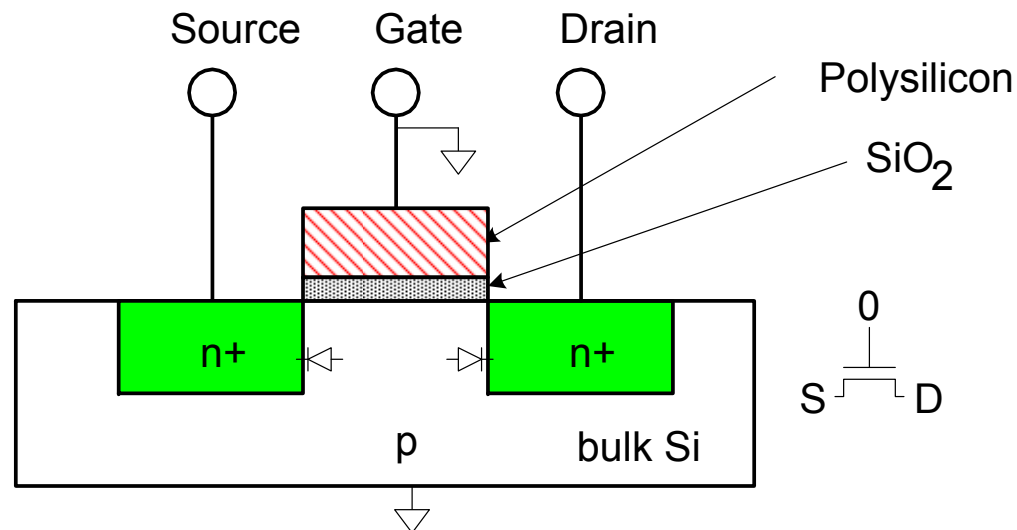 Source Gate Drain
Polysilicon
SiO2
0
n+ n+
S D
p bulk Si